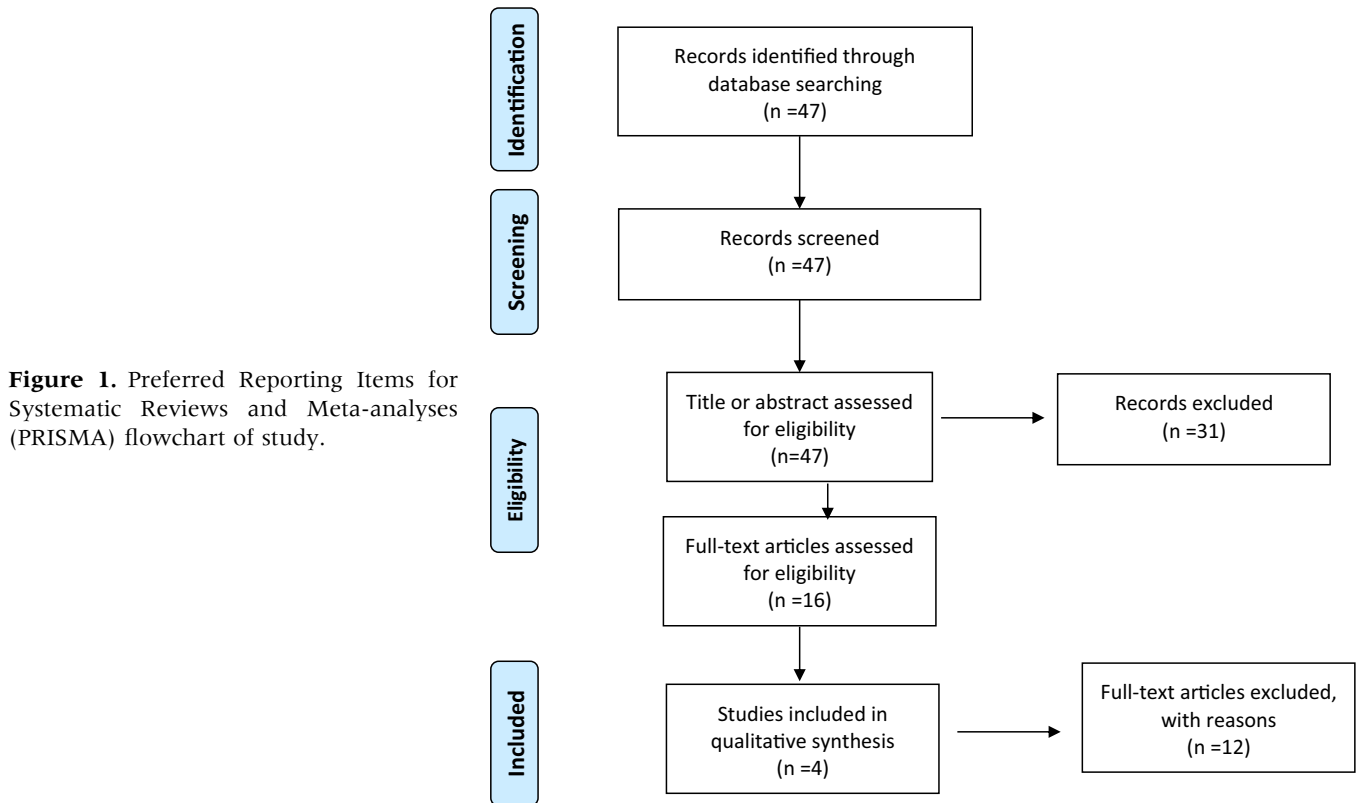 Identification
Records identified through
database searching
(n =47)
Screening
Records screened
(n =47)
Figure 1. Preferred Reporting Items for
Systematic Reviews and Meta-analyses
(PRISMA) flowchart of study.
Eligibility
Title or abstract assessed
for eligibility
(n=47)
Records excluded
(n =31)
Full-text articles assessed
for eligibility
(n =16)
Included
Studies included in
qualitative synthesis
(n =4)
Full-text articles excluded,
with reasons
(n =12)